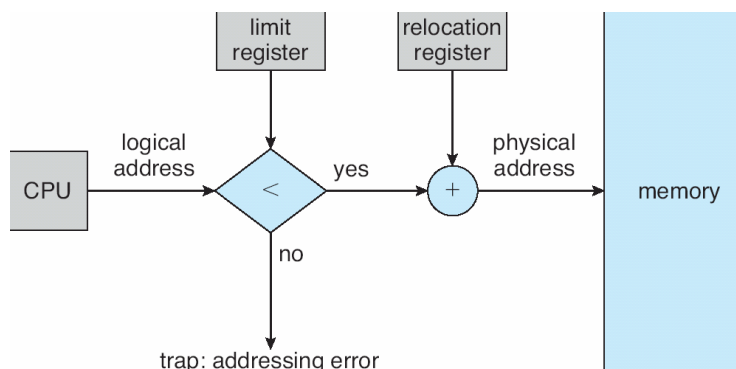 limit
register
relocation
register
logical
address
physical
address
CPU
<
yes
+
memory
no
trap: addressing error